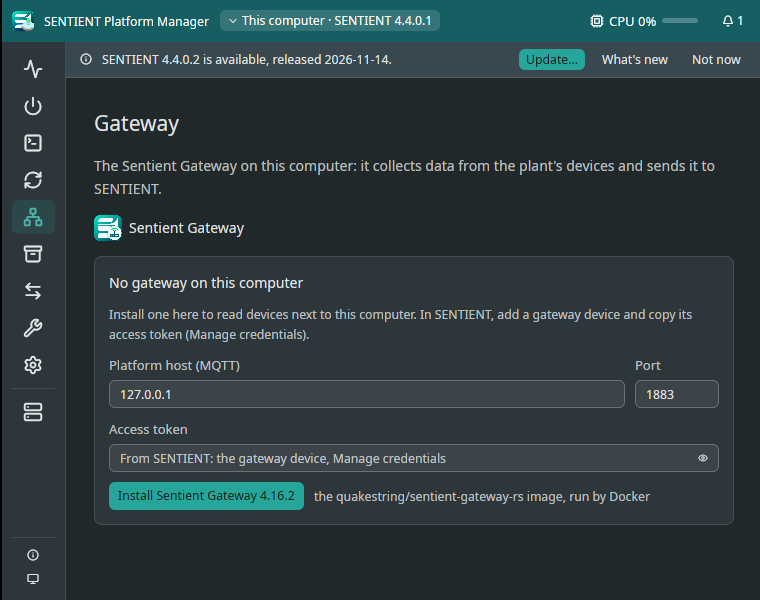 SENTIENT Platform Manager
This computer · SENTIENT 4.4.0.1
CPU 0%
1
SENTIENT 4.4.0.2 is available, released 2026-11-14.
Update...
What's new
Not now
Gateway
The Sentient Gateway on this computer: it collects data from the plant's devices and sends it to
SENTIENT.
Sentient Gateway
No gateway on this computer
Install one here to read devices next to this computer. In SENTIENT, add a gateway device and copy its
access token (Manage credentials).
Platform host (MQTT)
Port
127.0.0.1
1883
Access token
From SENTIENT: the gateway device, Manage credentials
Install Sentient Gateway 4.16.2
the quakestring/sentient-gateway-rs image, run by Docker